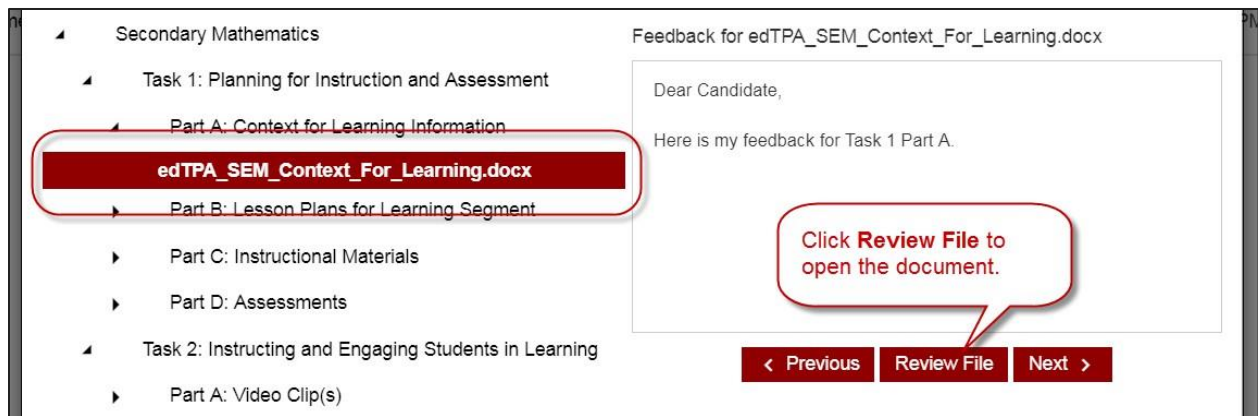 Secondary Mathematics
Task 1: Planning for Instruction and Assessment
Part A: Context for Learning Information
edTPA_SEM_Context_For_Learning.docx
Part B: Lesson Plans for Learning Segment
Part C: Instructional Materials
Part D: Assessments
Task 2: Instructing and Engaging Students in Learning
Part A: Video Clip(s)
Feedback for edTPA_SEM_Context_For_Learning.docx
Dear Candidate,
Here is my feedback for Task 1 Part A.
Click Review File to
open the document.
< Previous Review File Next >